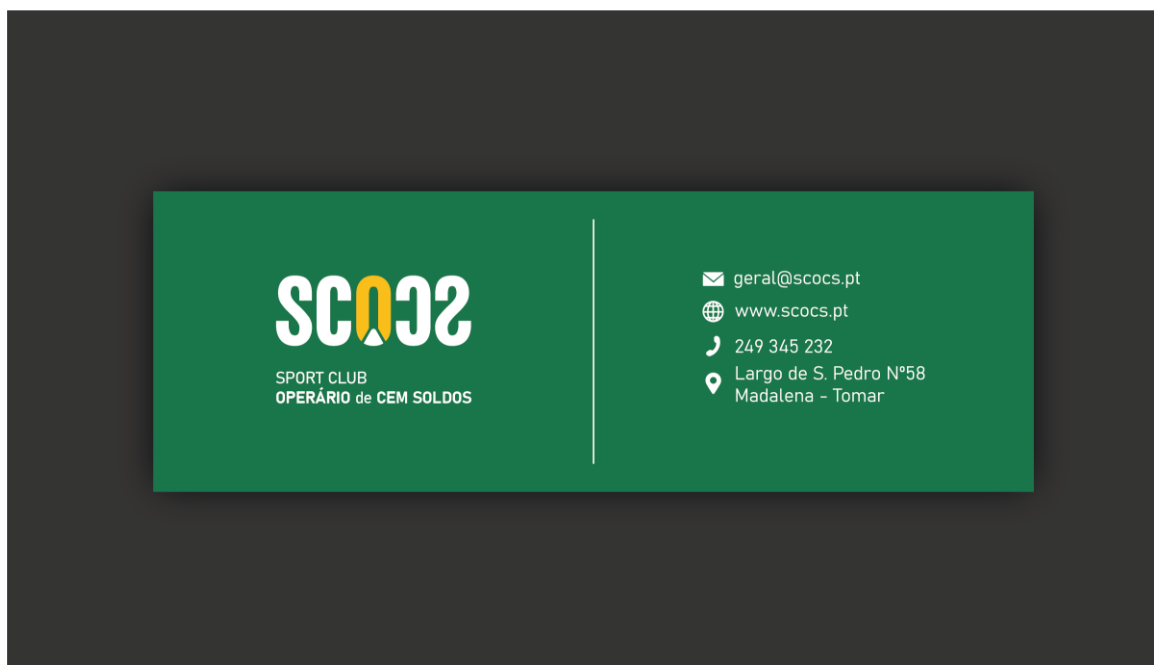 SCOCS
SPORT CLUB
OPERÁRIO de CEM SOLDOS
geral@scocs.pt
www.scocs.pt
249 345 232
Largo de S. Pedro Nº58
Madalena - Tomar